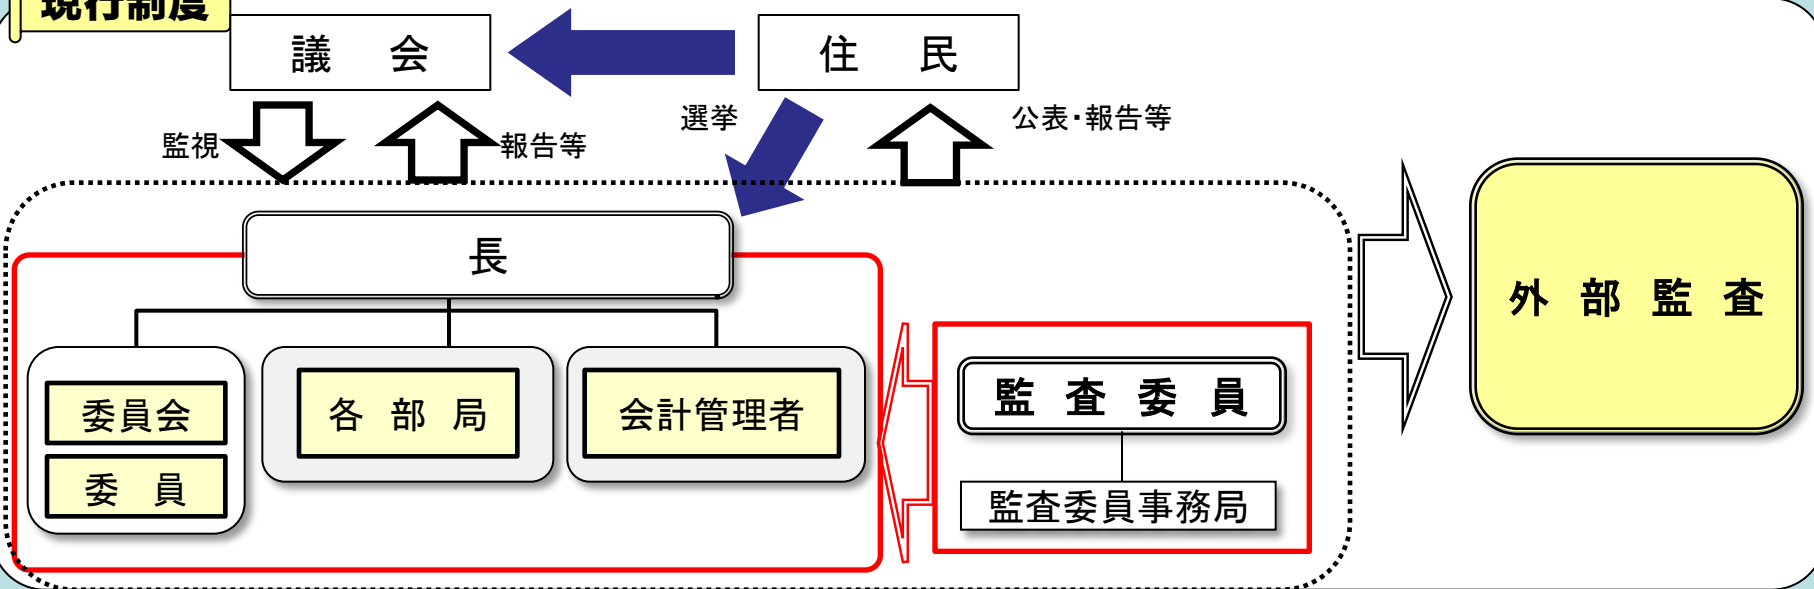 現行制度
議　会
住　民
監視
報告等
選挙
公表・報告等
長
委員会
委　員
各　部　局
会計管理者
監　査　委　員
監査委員事務局
外　部　監　査